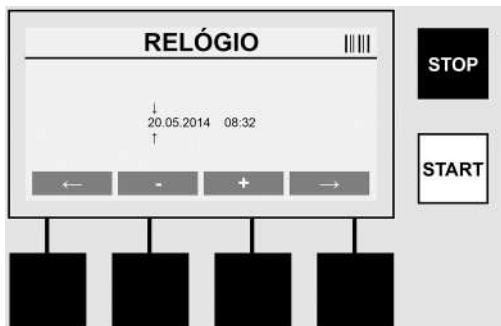 RELÓGIO
STOP
↓
20.05.2014 08:32
↑
START
← - + →